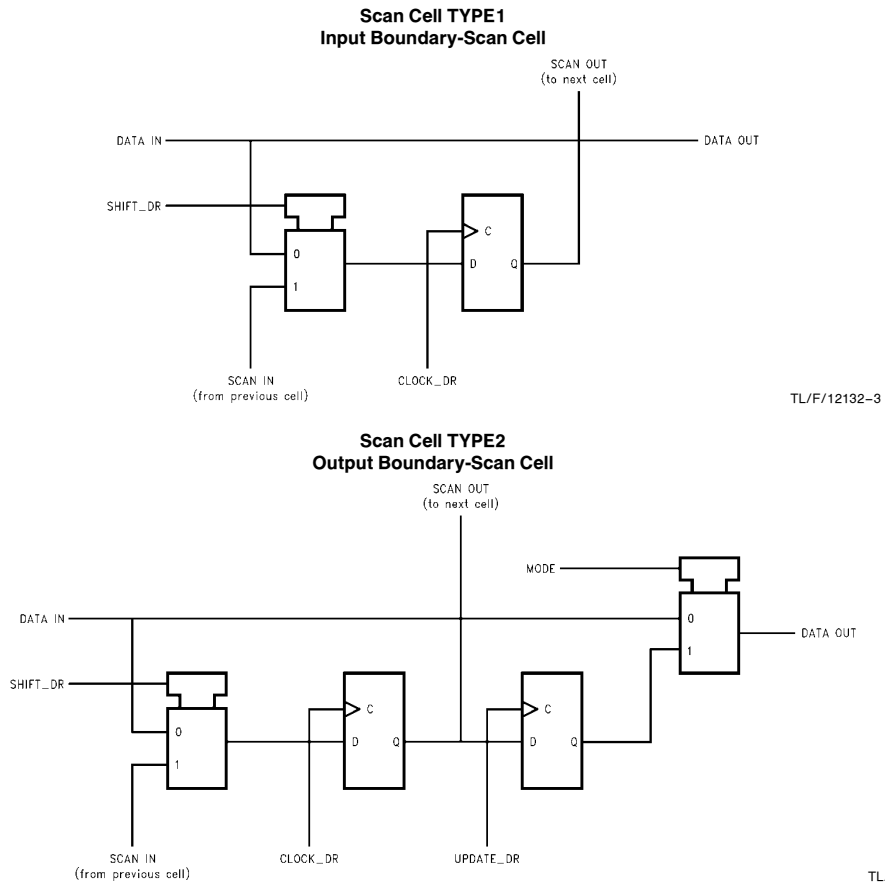 Scan Cell TYPE1
Input Boundary-Scan Cell
SCAN OUT
(to next cell)
DATA IN
DATA OUT
SHIFT_DR
C
0
D
Q
1
SCAN IN
(from previous cell)
CLOCK_DR
TL/F/12132–3
Scan Cell TYPE2
Output Boundary-Scan Cell
SCAN OUT
(to next cell)
MODE
DATA IN
0
DATA OUT
1
SHIFT_DR
C
C
0
D
Q
D
Q
1
SCAN IN
(from previous cell)
CLOCK_DR
UPDATE_DR
TL